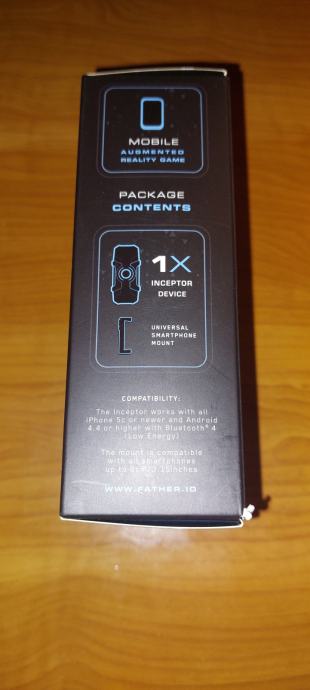 MOBILE
AUGMENTED
REALITY GAME
PACKAGE
CONTENTS
1X
INCEPTOR
DEVICE
UNIVERSAL
SMARTPHONE
MOUNT
COMPATIBILITY:
The Inceptor works with all
iPhone 5c or newer and Android
4.4 or higher with Bluetooth® 4
(Low Energy)
The mount is compatible
with all smartphones
up to
WWW.FATHER.IO